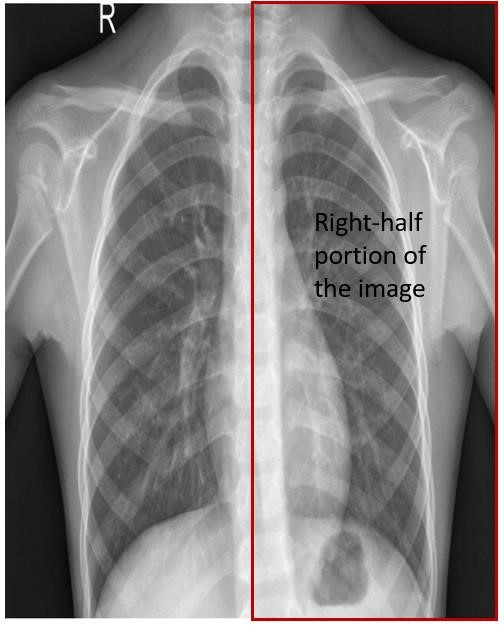 R
Right-half
portion of
the image